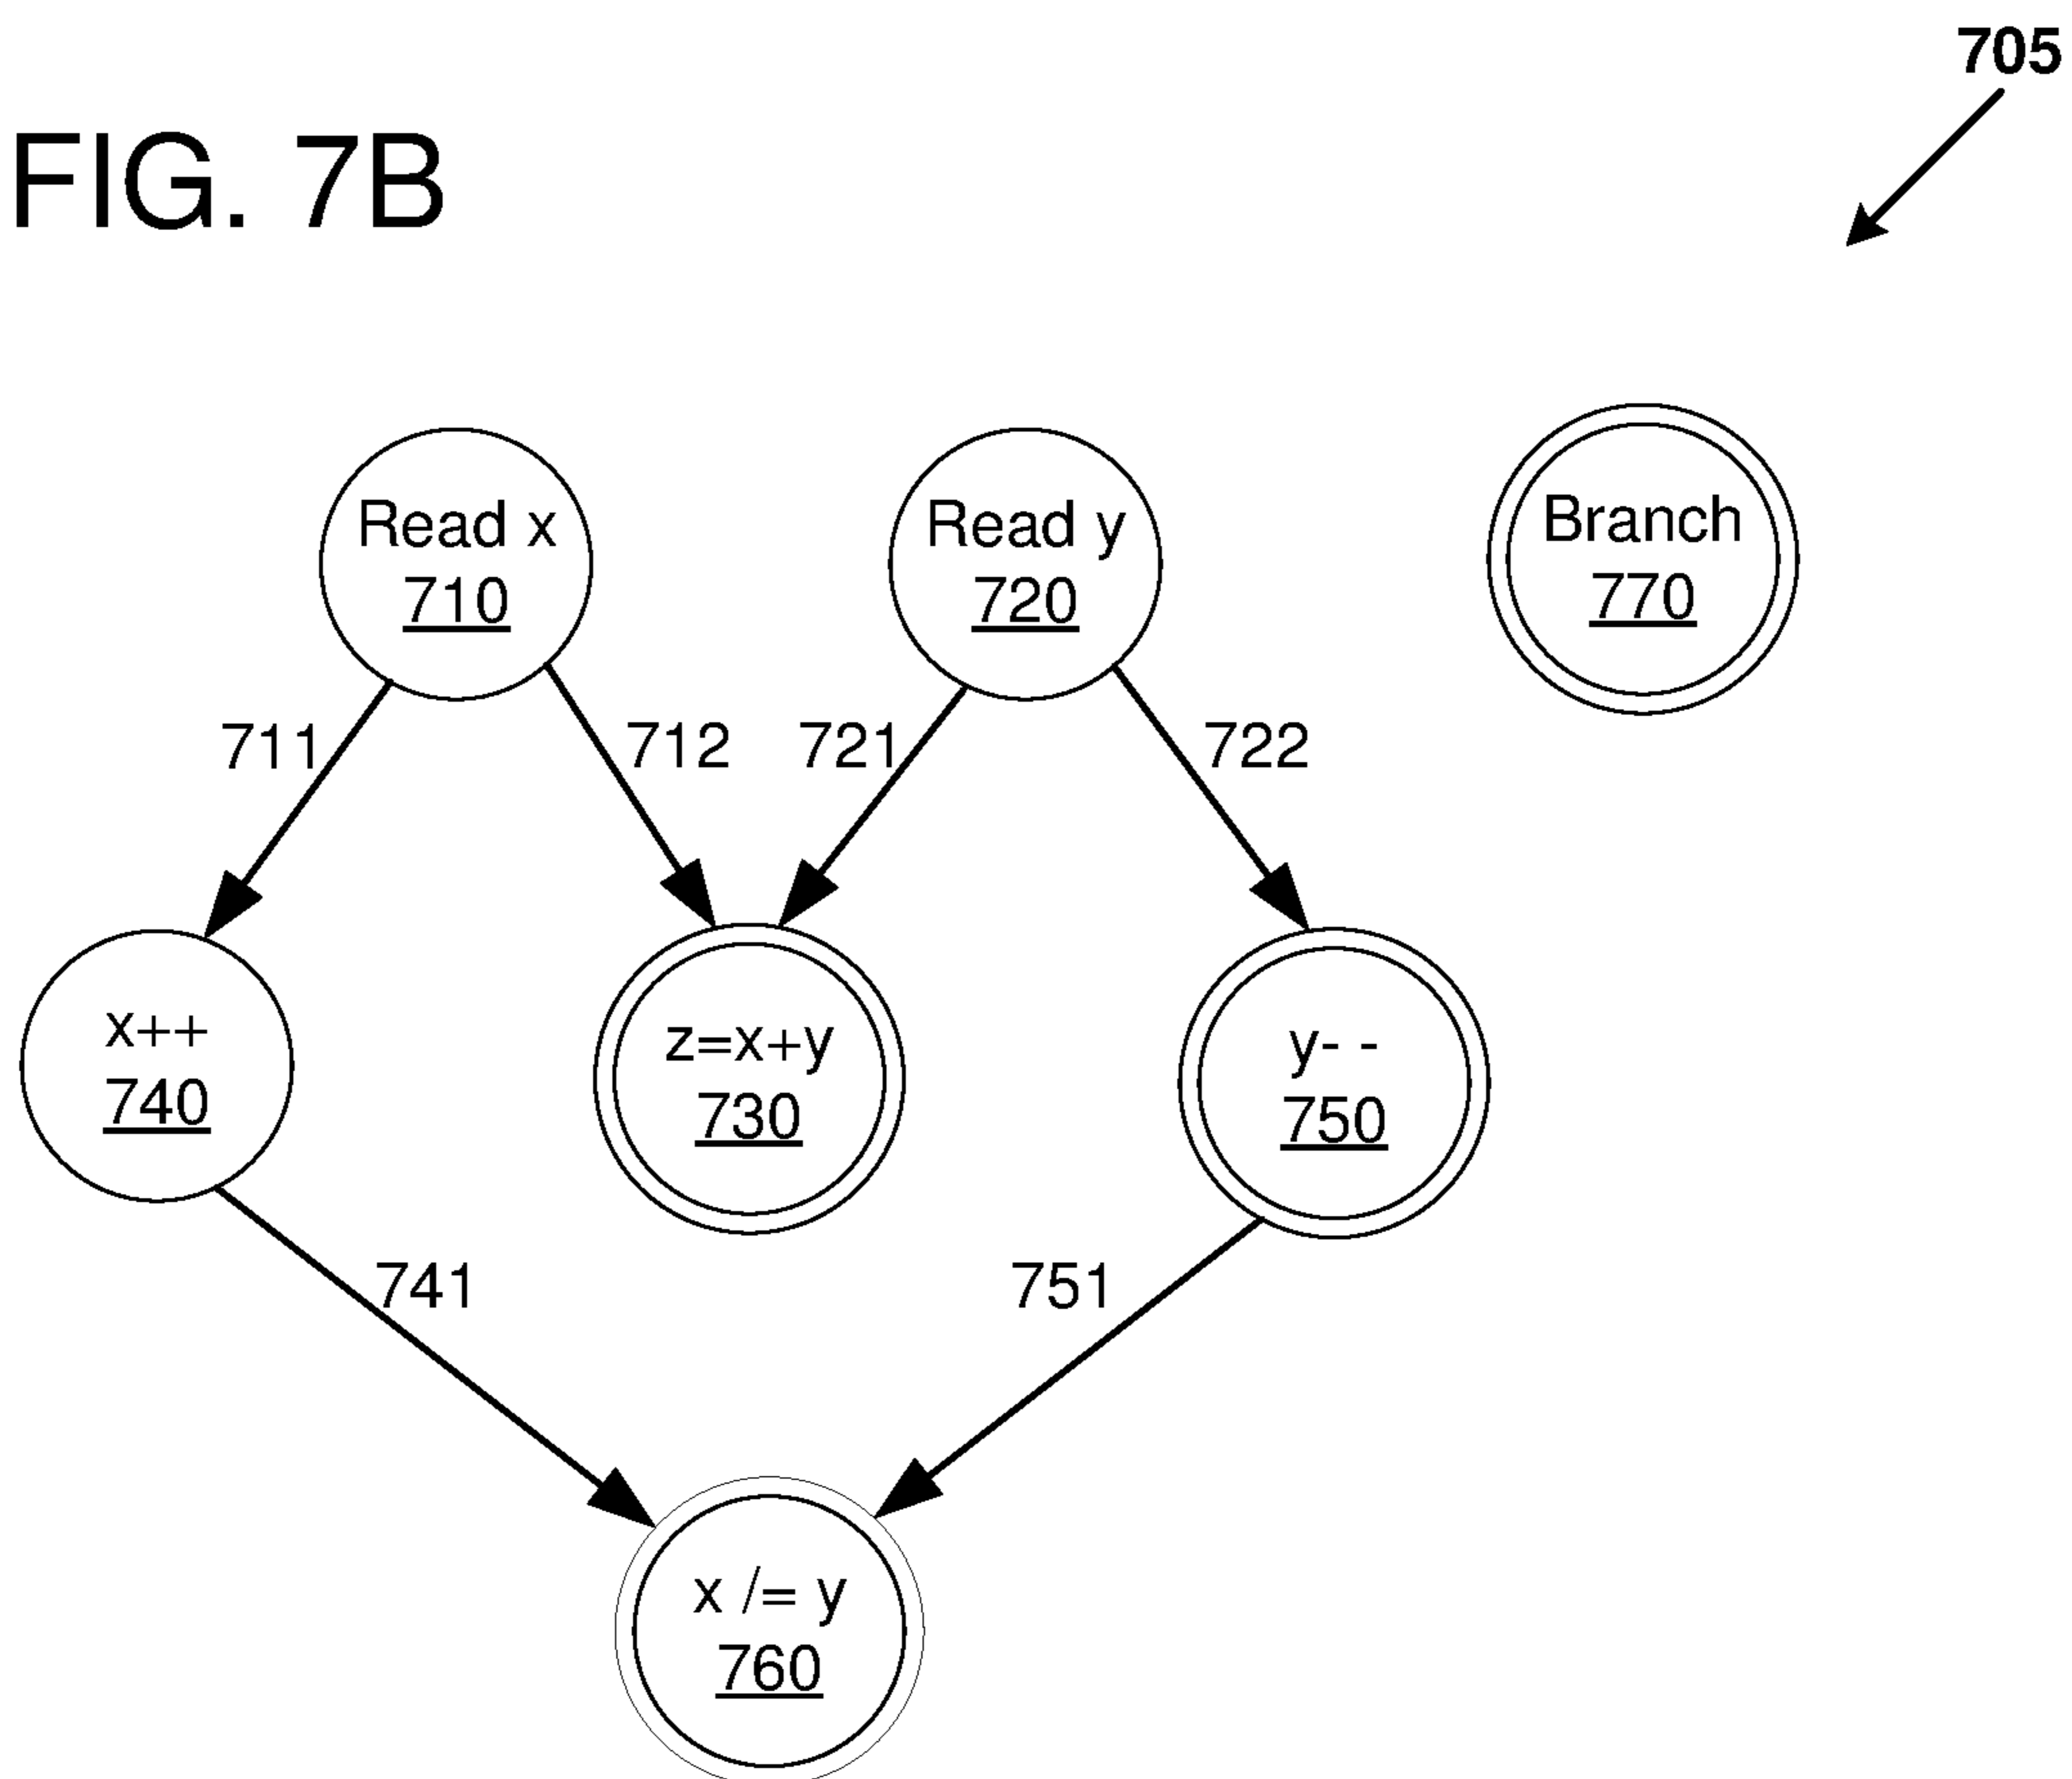 705
FIG. 7B
Read x
710
Read y
720
Branch
770
711
712
721
722
x++
740
z=x+y
730
y- -
750
741
751
x /= y
760